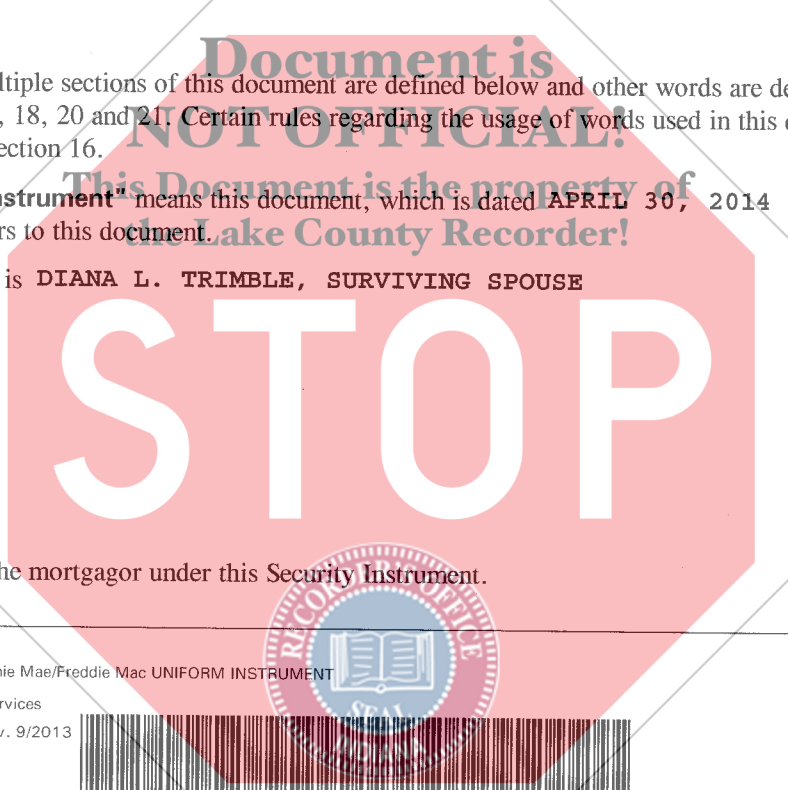 Document is
ltiple sections of this document are defined below and other words are de
NOT OFFICIAL!
, 18, 20 and 21. Certain rules regarding the usage of words used in this
ection 16.
This Document is the property of
nstrument" means this document, which is dated APRIL 30, 2014
the Lake County Recorder!
rs to this document.
is DIANA L. TRIMBLE, SURVIVING SPOUSE
STOP
he mortgagor under this Security Instrument.
RECORDER'S OFFICE
SEAL
INDIANA
nie Mae/Freddie Mac UNIFORM INSTRUMENT
rvices
v. 9/2013